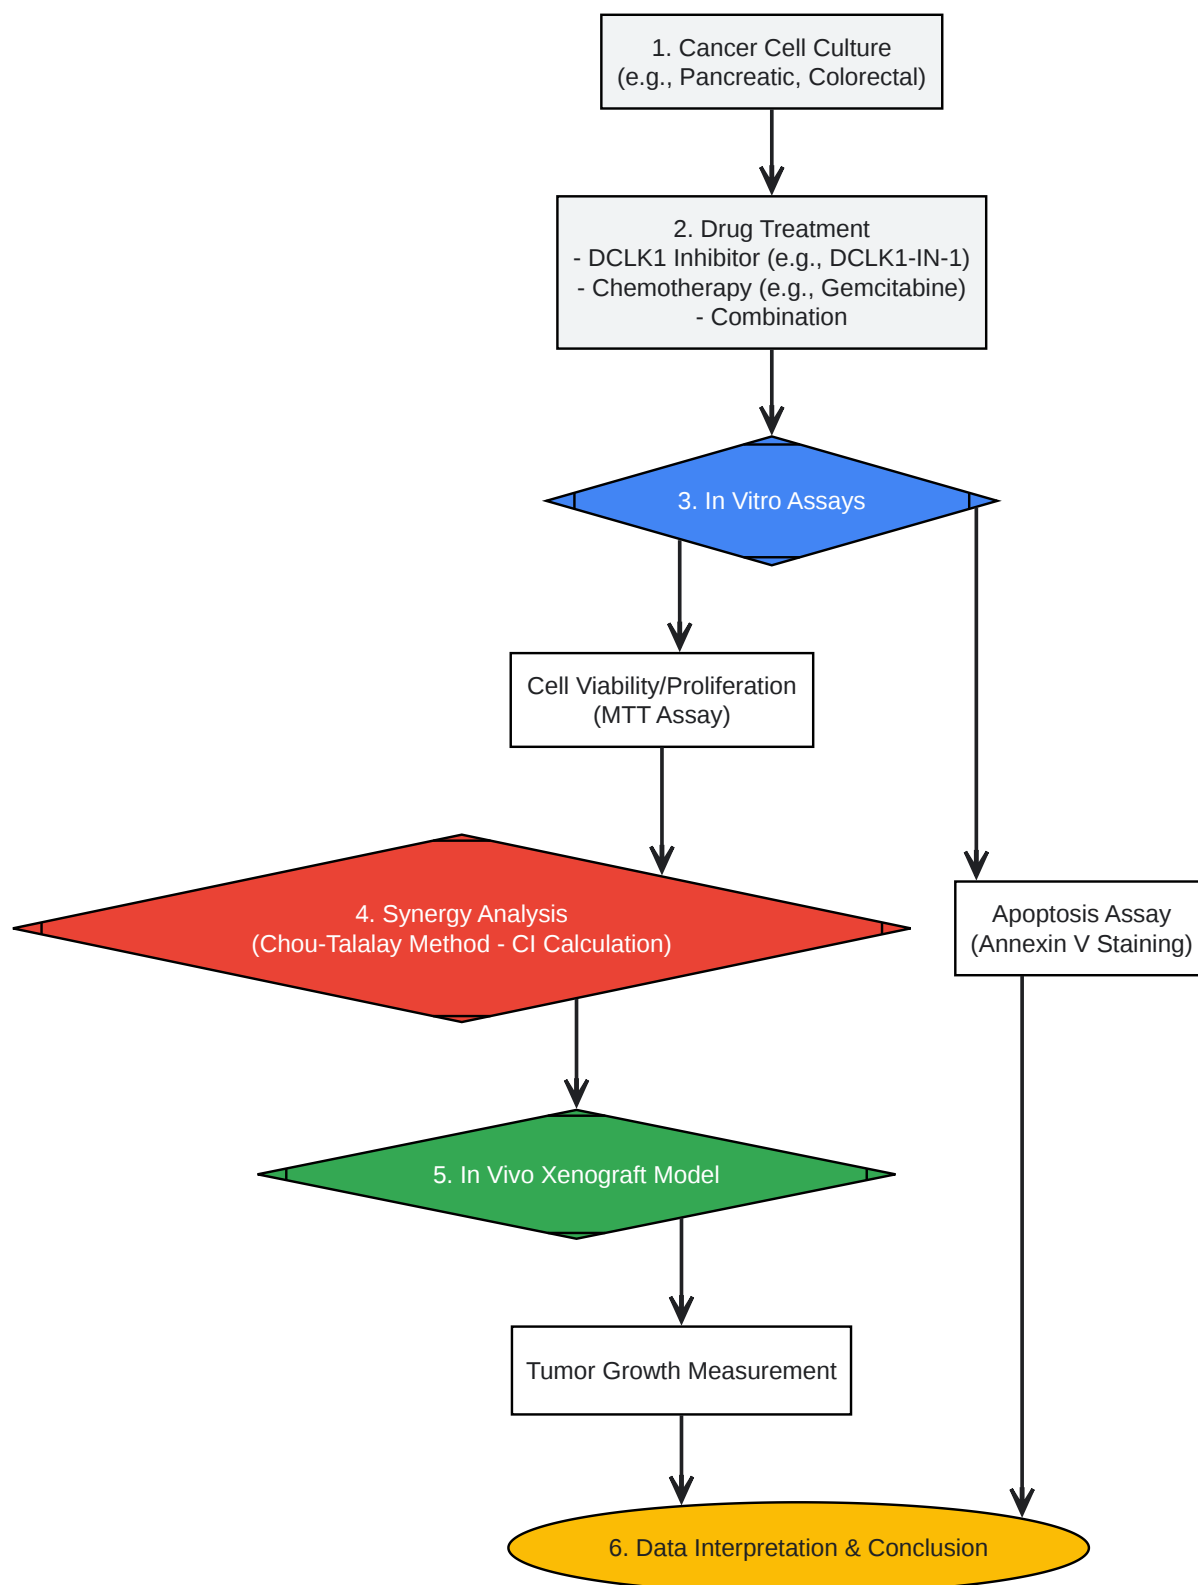 1. Cancer Cell Culture
(e.g., Pancreatic, Colorectal)
2. Drug Treatment
- DCLK1 Inhibitor (e.g., DCLK1-IN-1)
- Chemotherapy (e.g., Gemcitabine)
- Combination
3. In Vitro Assays
Cell Viability/Proliferation
(MTT Assay)
4. Synergy Analysis
(Chou-Talalay Method - CI Calculation)
Apoptosis Assay
(Annexin V Staining)
5. In Vivo Xenograft Model
Tumor Growth Measurement
6. Data Interpretation & Conclusion